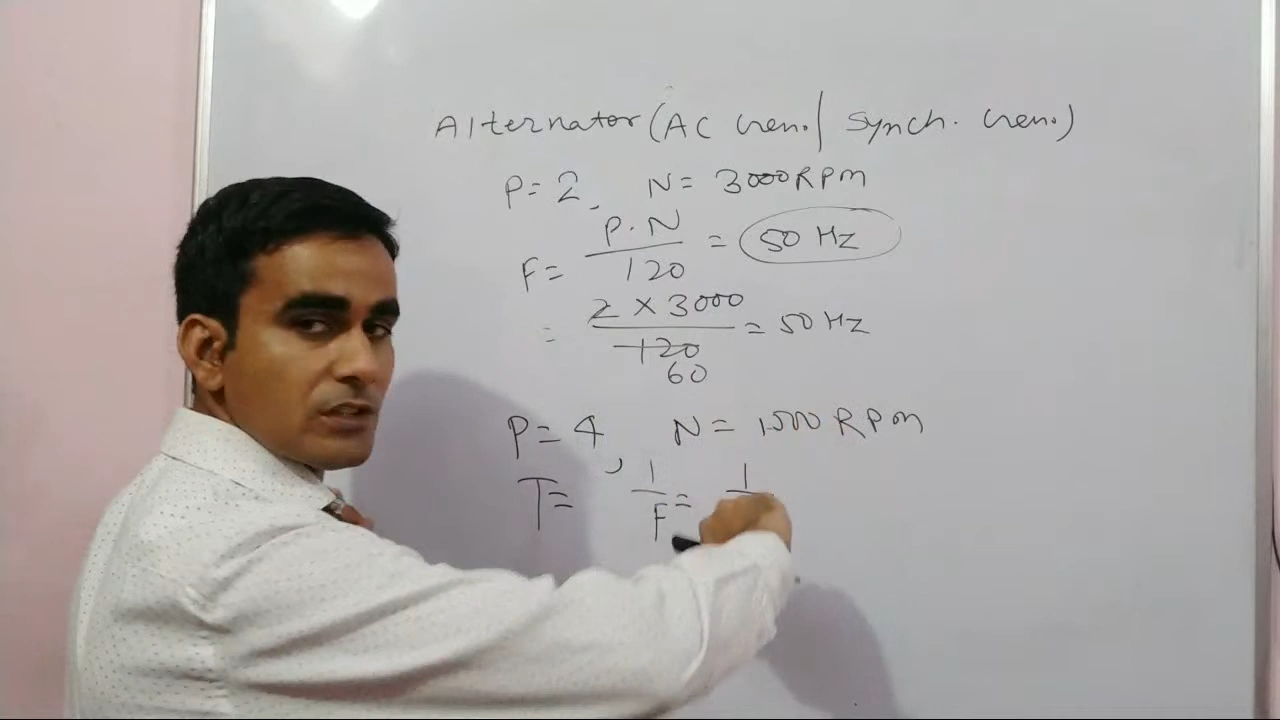 Alternator (AC Gen. / Synch. Gen.)
P = 2, N = 3000 RPM
F = P.N / 120 = 50 Hz
= 2 x 3000 / 120 = 50 Hz
60
P = 4, N = 1500 RPM
T = 1 / F = 1